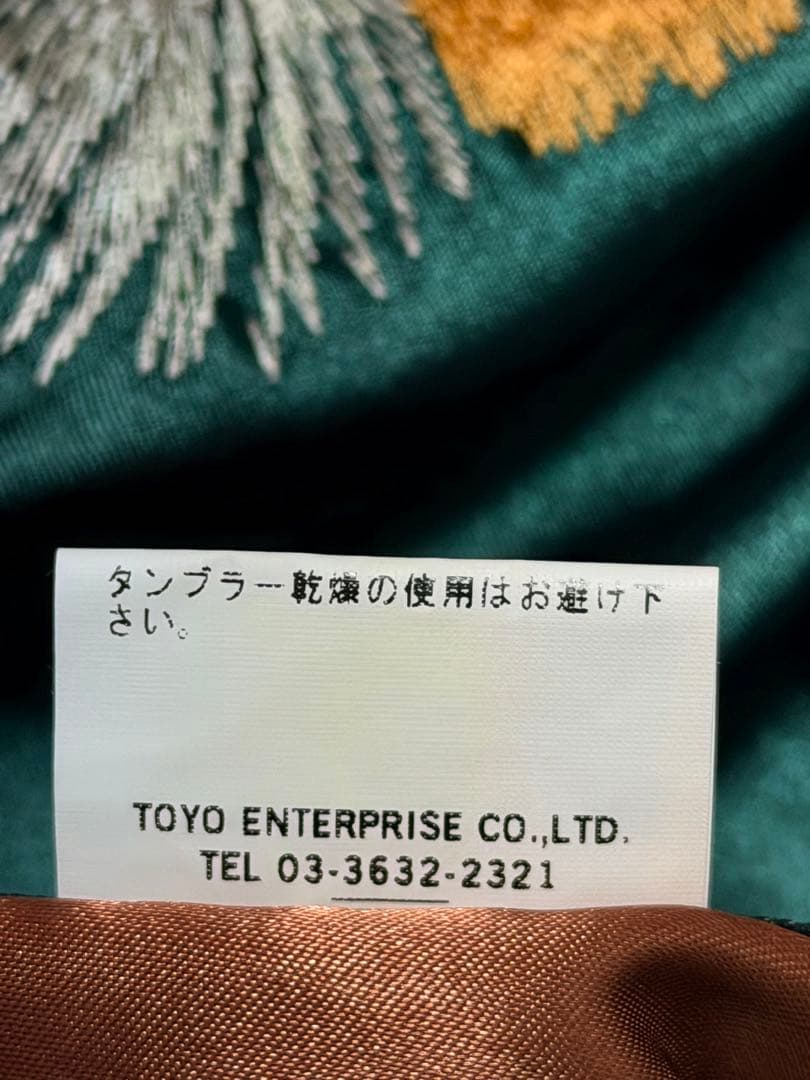 タンブラー乾燥の使用はお避け下
さい。
TOYO ENTERPRISE CO.,LTD.
TEL 03-3632-2321